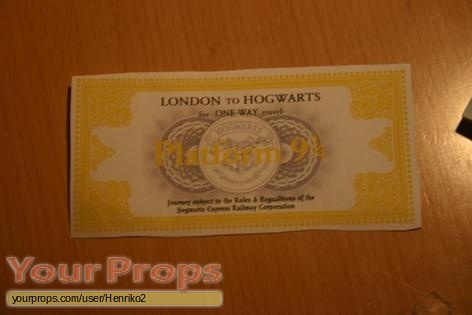 LONDON TO HOGWARTS
for ONE WAY travel
HOGWARTS
Platform 9¾
Journey subject to the Rules & Regualtions of the
Hogwarts Express Railway Corporation
Your Props
yourprops.com/user/Henriko2